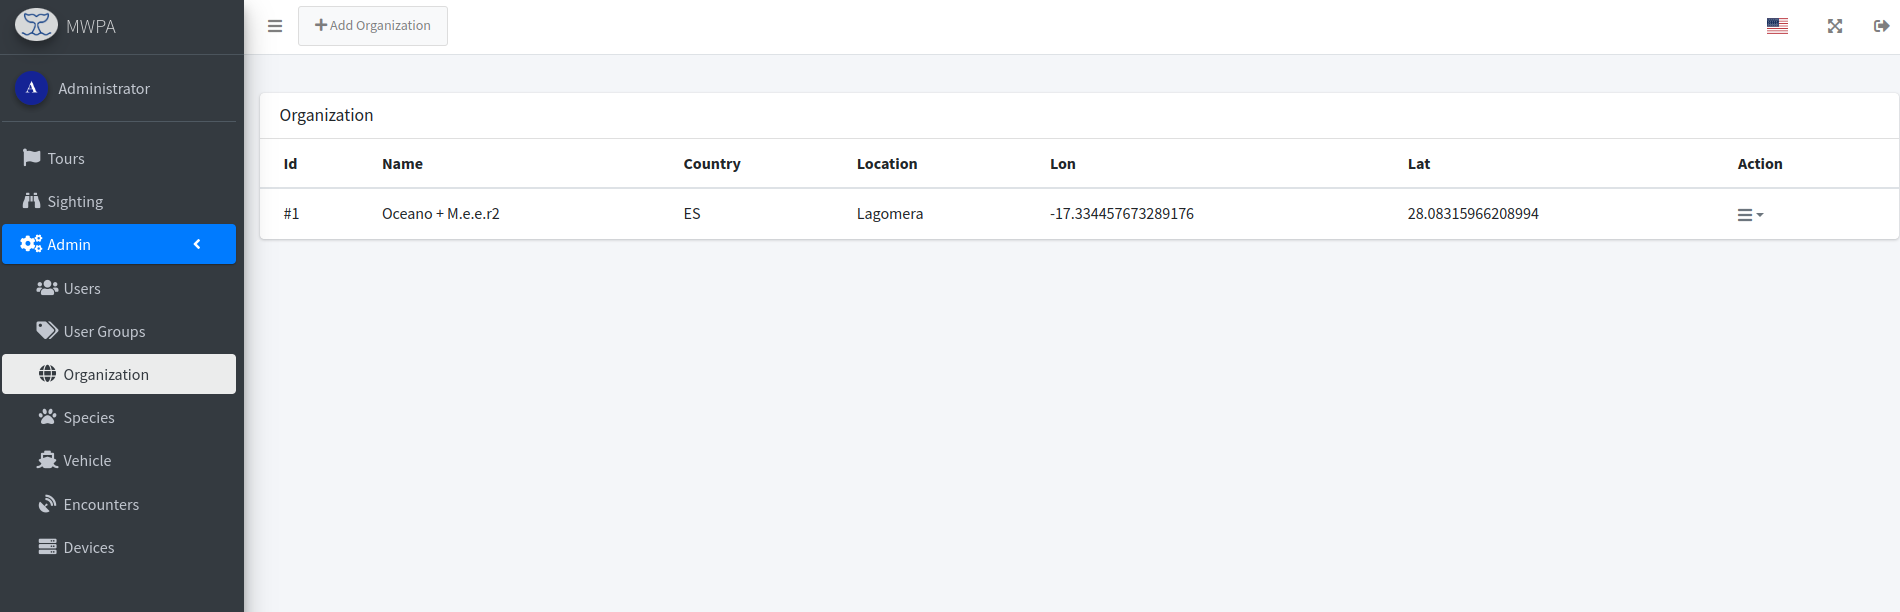 MWPA
Add Organization
A Administrator
Tours
Sighting
Admin
Users
User Groups
Organization
Species
Vehicle
Encounters
Devices
Organization
Id Name Country Location Lon Lat Action
#1 Oceano + M.e.e.r2 ES Lagomera -17.334457673289176 28.08315966208994